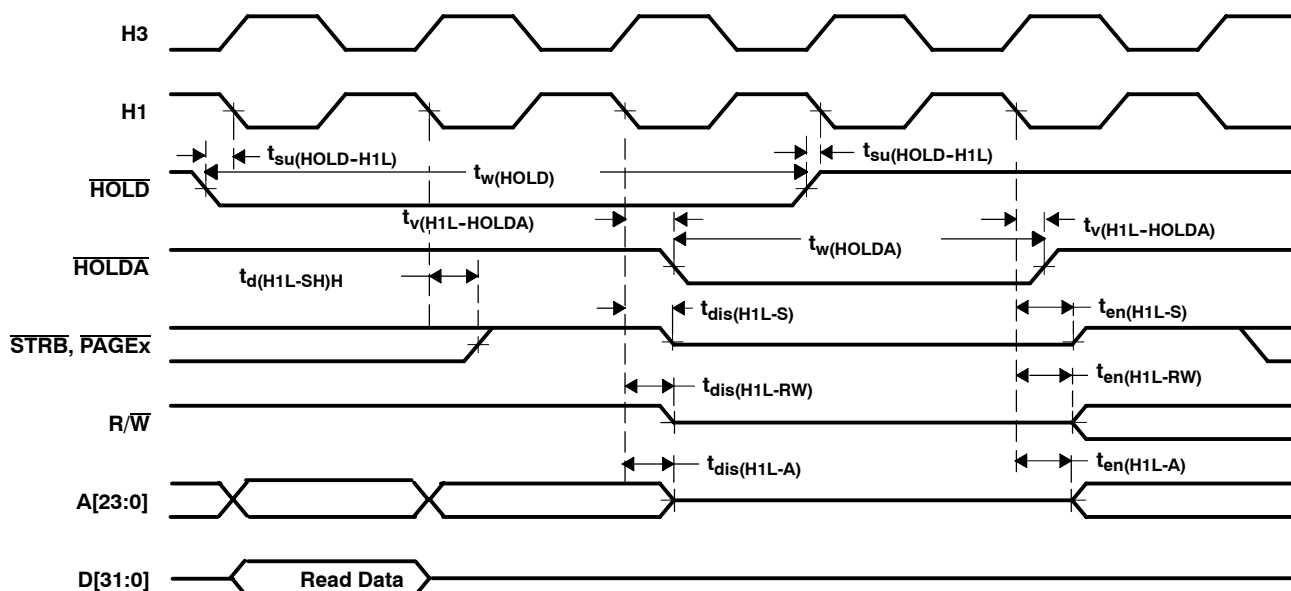 H3
H1
tsu(HOLD-H1L)
tsu(HOLD-H1L)
tw(HOLD)
HOLD
tv(H1L-HOLDA)
tw(HOLDA)
tv(H1L-HOLDA)
HOLDA
td(H1L-SH)H
tdis(H1L-S)
ten(H1L-S)
STRB, PAGEx
tdis(H1L-RW)
ten(H1L-RW)
R/W
tdis(H1L-A)
ten(H1L-A)
A[23:0]
D[31:0]
Read Data